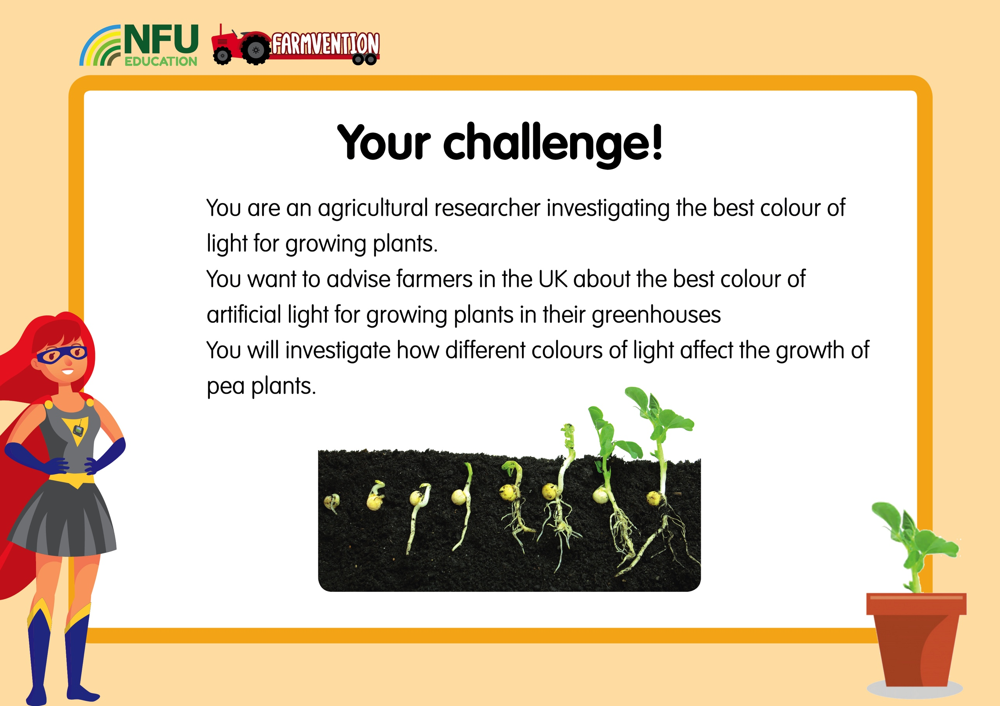 NFU
EDUCATION
FARMVENTION
Your challenge!
You are an agricultural researcher investigating the best colour of
light for growing plants.
You want to advise farmers in the UK about the best colour of
artificial light for growing plants in their greenhouses
You will investigate how different colours of light affect the growth of
pea plants.